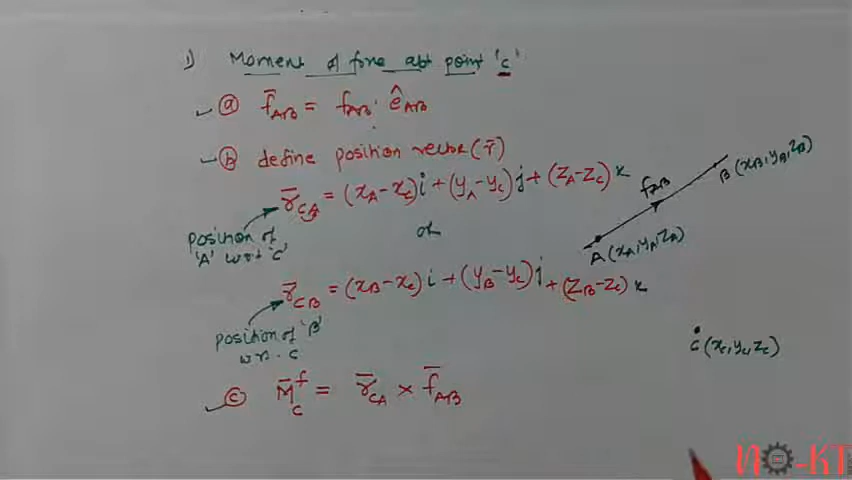 1) Moment of force abt point 'c'
ⓐ F̄AB = FAB · êAB
ⓑ define position vector (r̄)
r̄CA = (xA-xC)i + (yA-yC)j + (zA-zC)k
position of 'A' w.r.t 'C'
or
r̄CB = (xB-xC)i + (yB-yC)j + (zB-zC)k
position of 'B' w.r. c
ⓒ M̄C^F = r̄CA × F̄AB
B (xB, yB, zB)
FAB
A (xA, yA, zA)
C (xC, yC, zC)
NO-KT